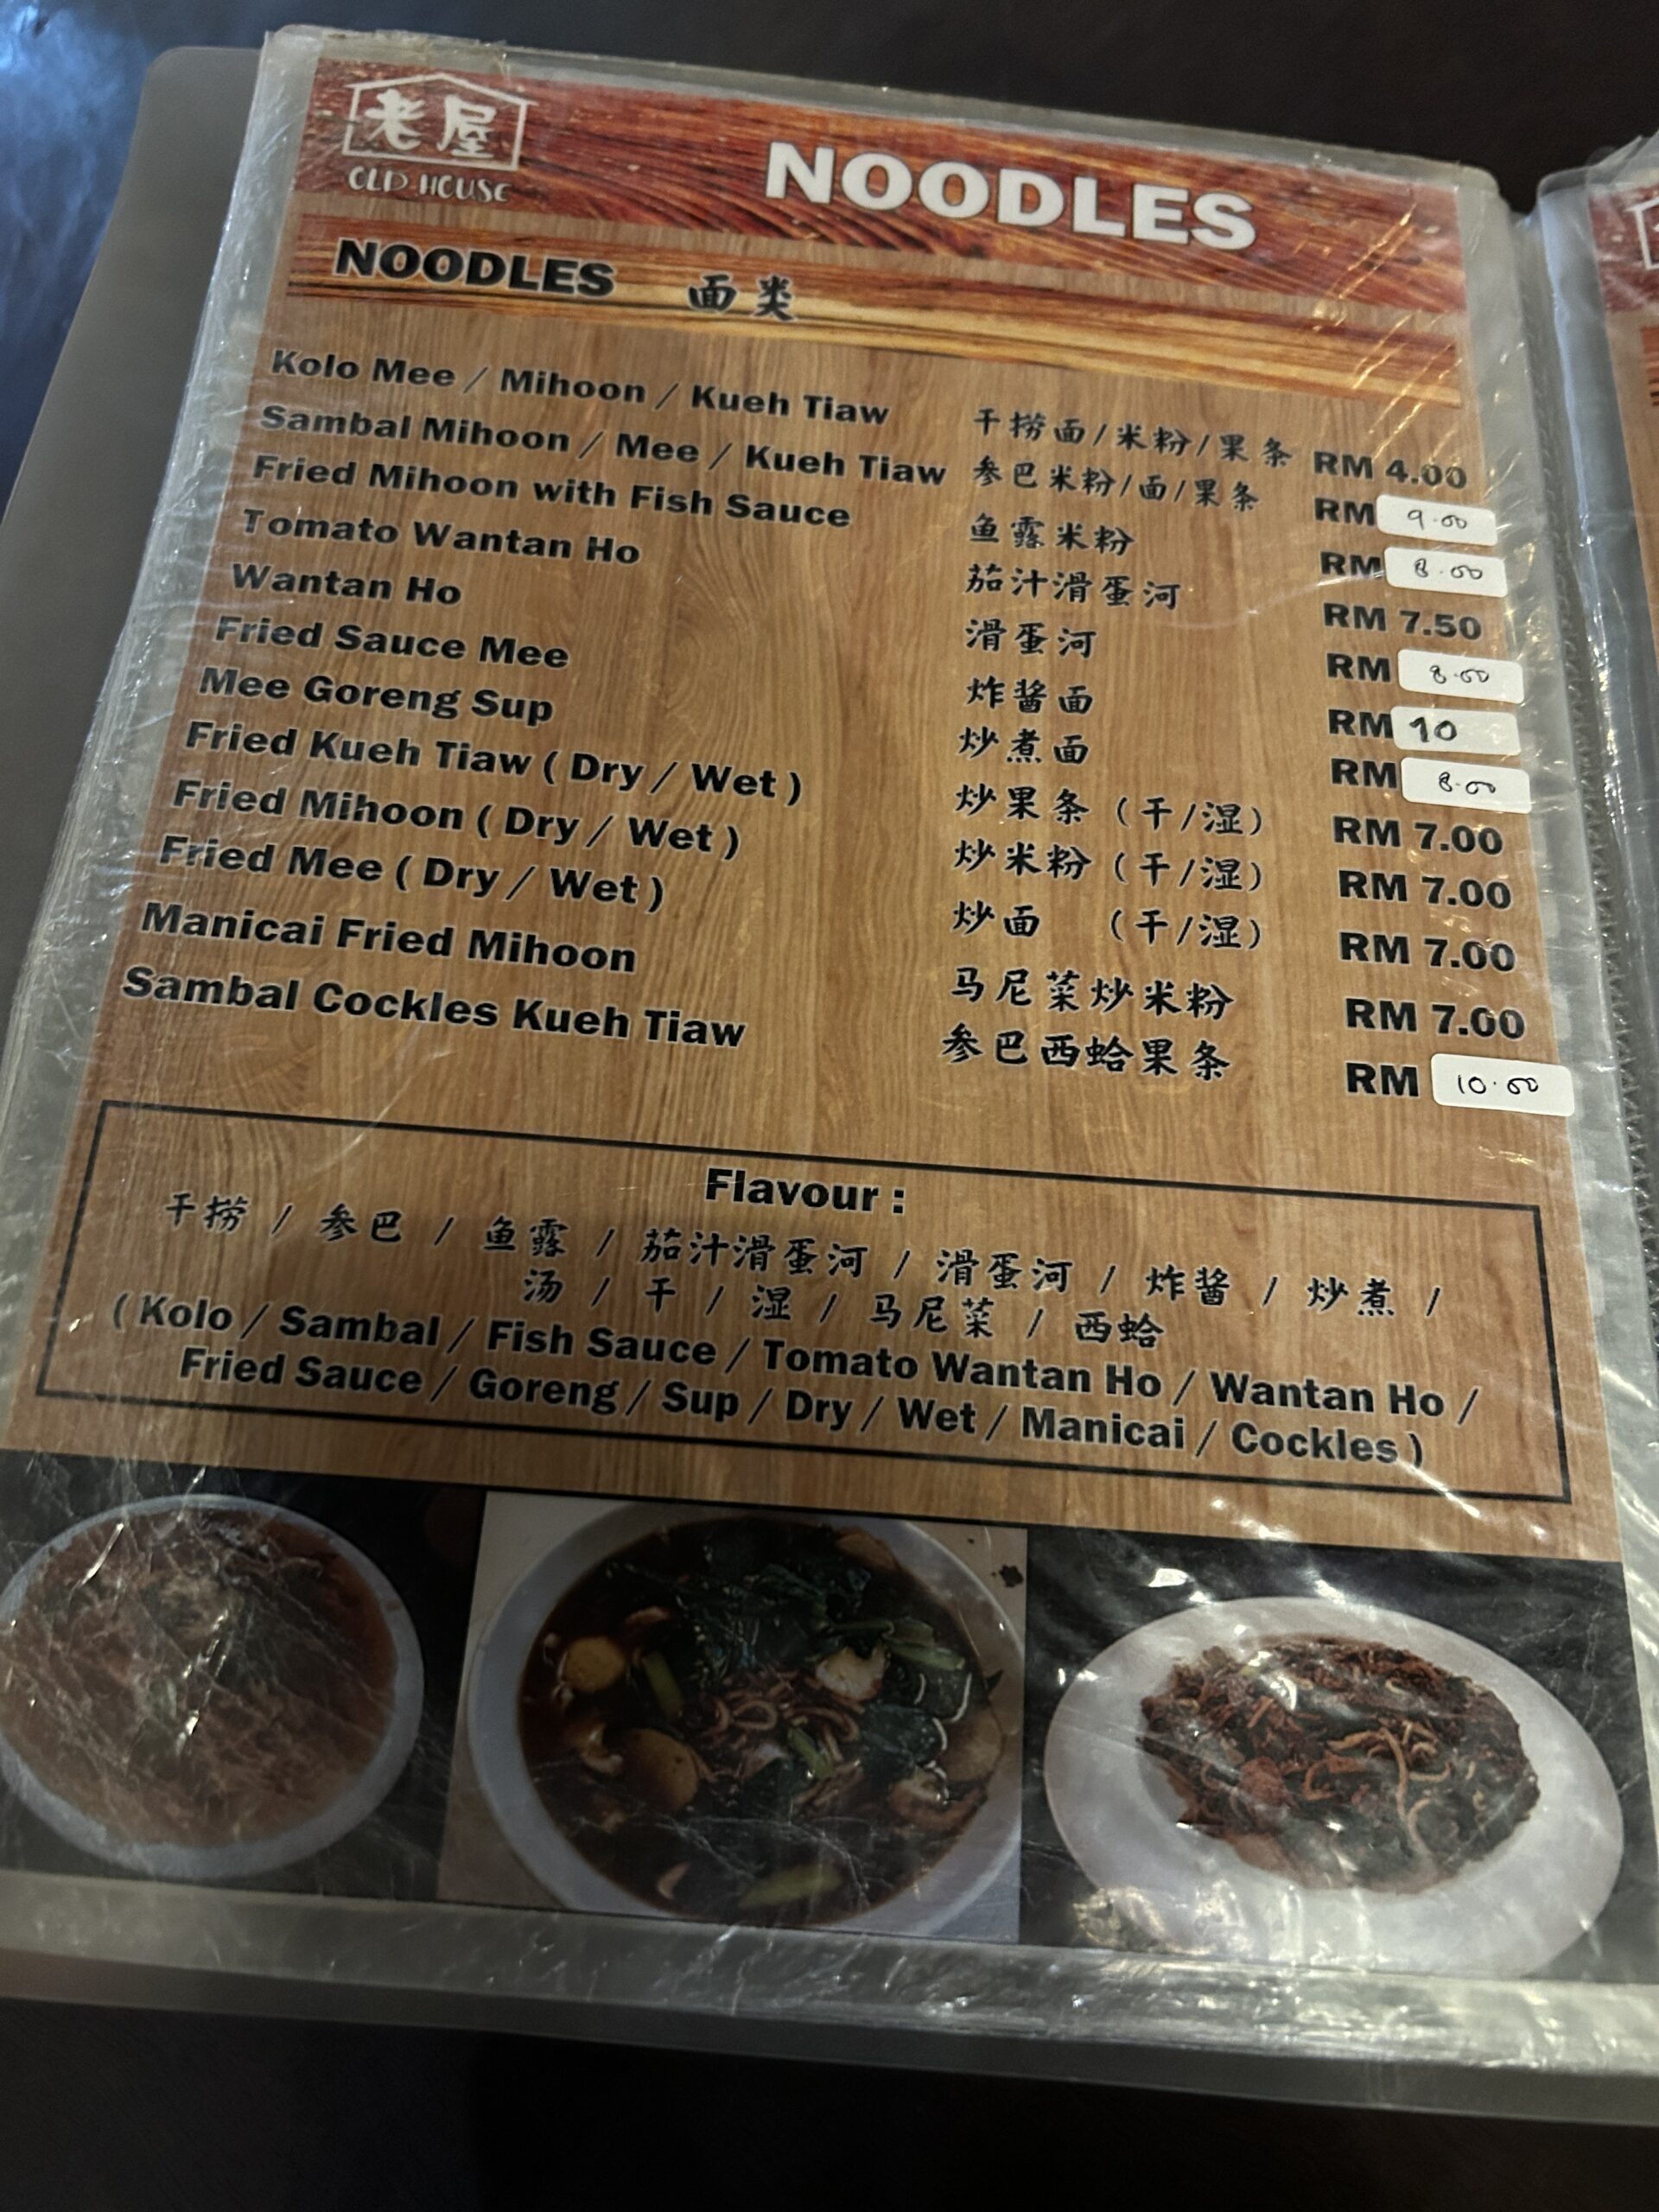 老屋
OLD HOUSE
NOODLES
NOODLES 面类
Kolo Mee / Mihoon / Kueh Tiaw 干捞面/米粉/果条 RM 4.00
Sambal Mihoon / Mee / Kueh Tiaw 参巴米粉/面/果条 RM 9.00
Fried Mihoon with Fish Sauce 鱼露米粉 RM 8.00
Tomato Wantan Ho 茄汁滑蛋河 RM 7.50
Wantan Ho 滑蛋河 RM 8.00
Fried Sauce Mee 炸酱面 RM 10
Mee Goreng Sup 炒煮面 RM 8.00
Fried Kueh Tiaw ( Dry / Wet ) 炒果条 (干/湿) RM 7.00
Fried Mihoon ( Dry / Wet ) 炒米粉 (干/湿) RM 7.00
Fried Mee ( Dry / Wet ) 炒面 (干/湿) RM 7.00
Manicai Fried Mihoon 马尼菜炒米粉 RM 7.00
Sambal Cockles Kueh Tiaw 参巴西蛤果条 RM 10.00
Flavour :
干捞 / 参巴 / 鱼露 / 茄汁滑蛋河 / 滑蛋河 / 炸酱 / 炒煮 /
汤 / 干 / 湿 / 马尼菜 / 西蛤
( Kolo / Sambal / Fish Sauce / Tomato Wantan Ho / Wantan Ho /
Fried Sauce / Goreng / Sup / Dry / Wet / Manicai / Cockles )